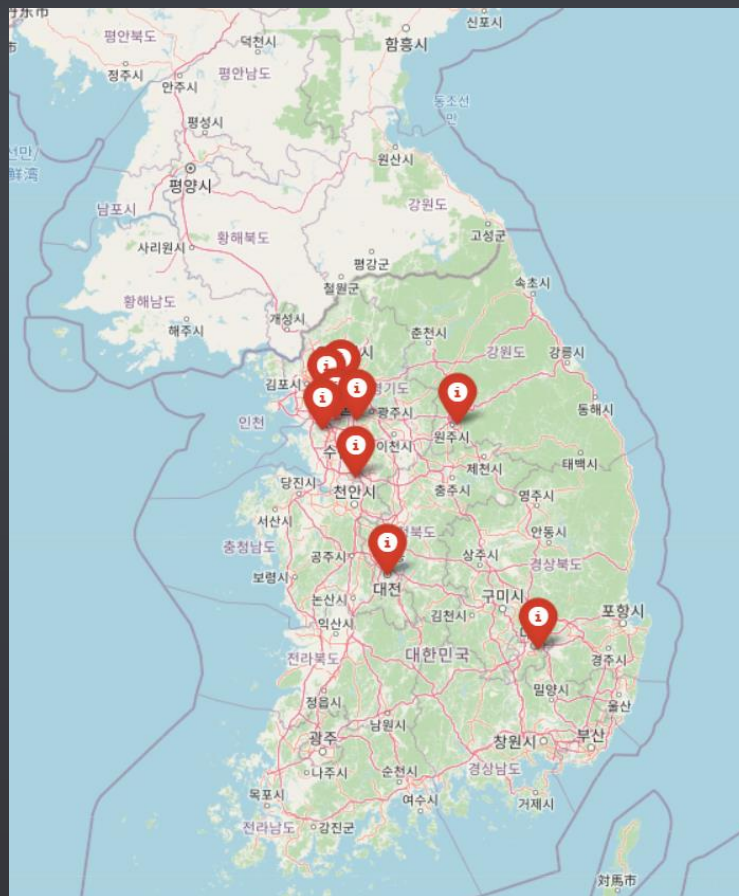 신포시
평안북도
덕천시
함흥시
정주시
안주시
평안남도
평성시
동조선
만
鮮湾
원산시
평양시
남포시
강원도
사리원시
황해북도
고성군
평강군
철원군
속초시
황해남도
해주시
개성시
춘천시
강원도
강릉시
김포시
경기도
광주시
동해시
인천
원주시
이천시
태백시
제천시
당진시
천안시
충주시
영주시
서산시
안동시
충청남도
공주시
상주시
경상북도
보령시
대전
구미시
논산시
김천시
포항시
익산시
전라북도
대한민국
경주시
밀양시
정읍시
울산
남원시
광주
창원시
부산
나주시
순천시
경상남도
목포시
여수시
거제시
전라남도
강진군
対馬市